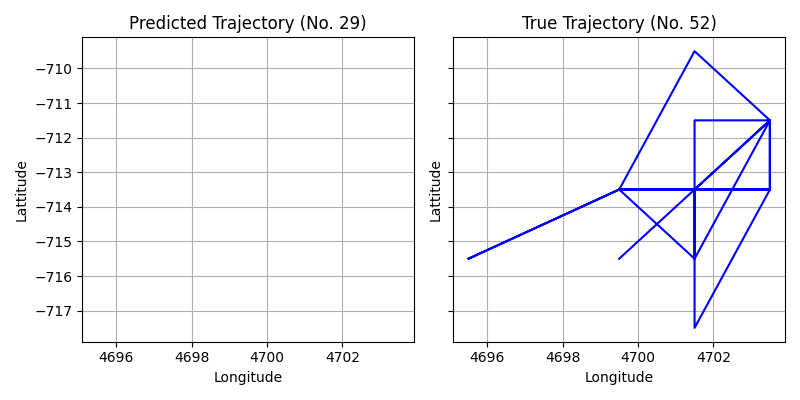 Predicted Trajectory (No. 29)
True Trajectory (No. 52)
−710
−711
−712
−713
−714
−715
−716
−717
Lattitude
Lattitude
4696
4698
4700
4702
4696
4698
4700
4702
Longitude
Longitude